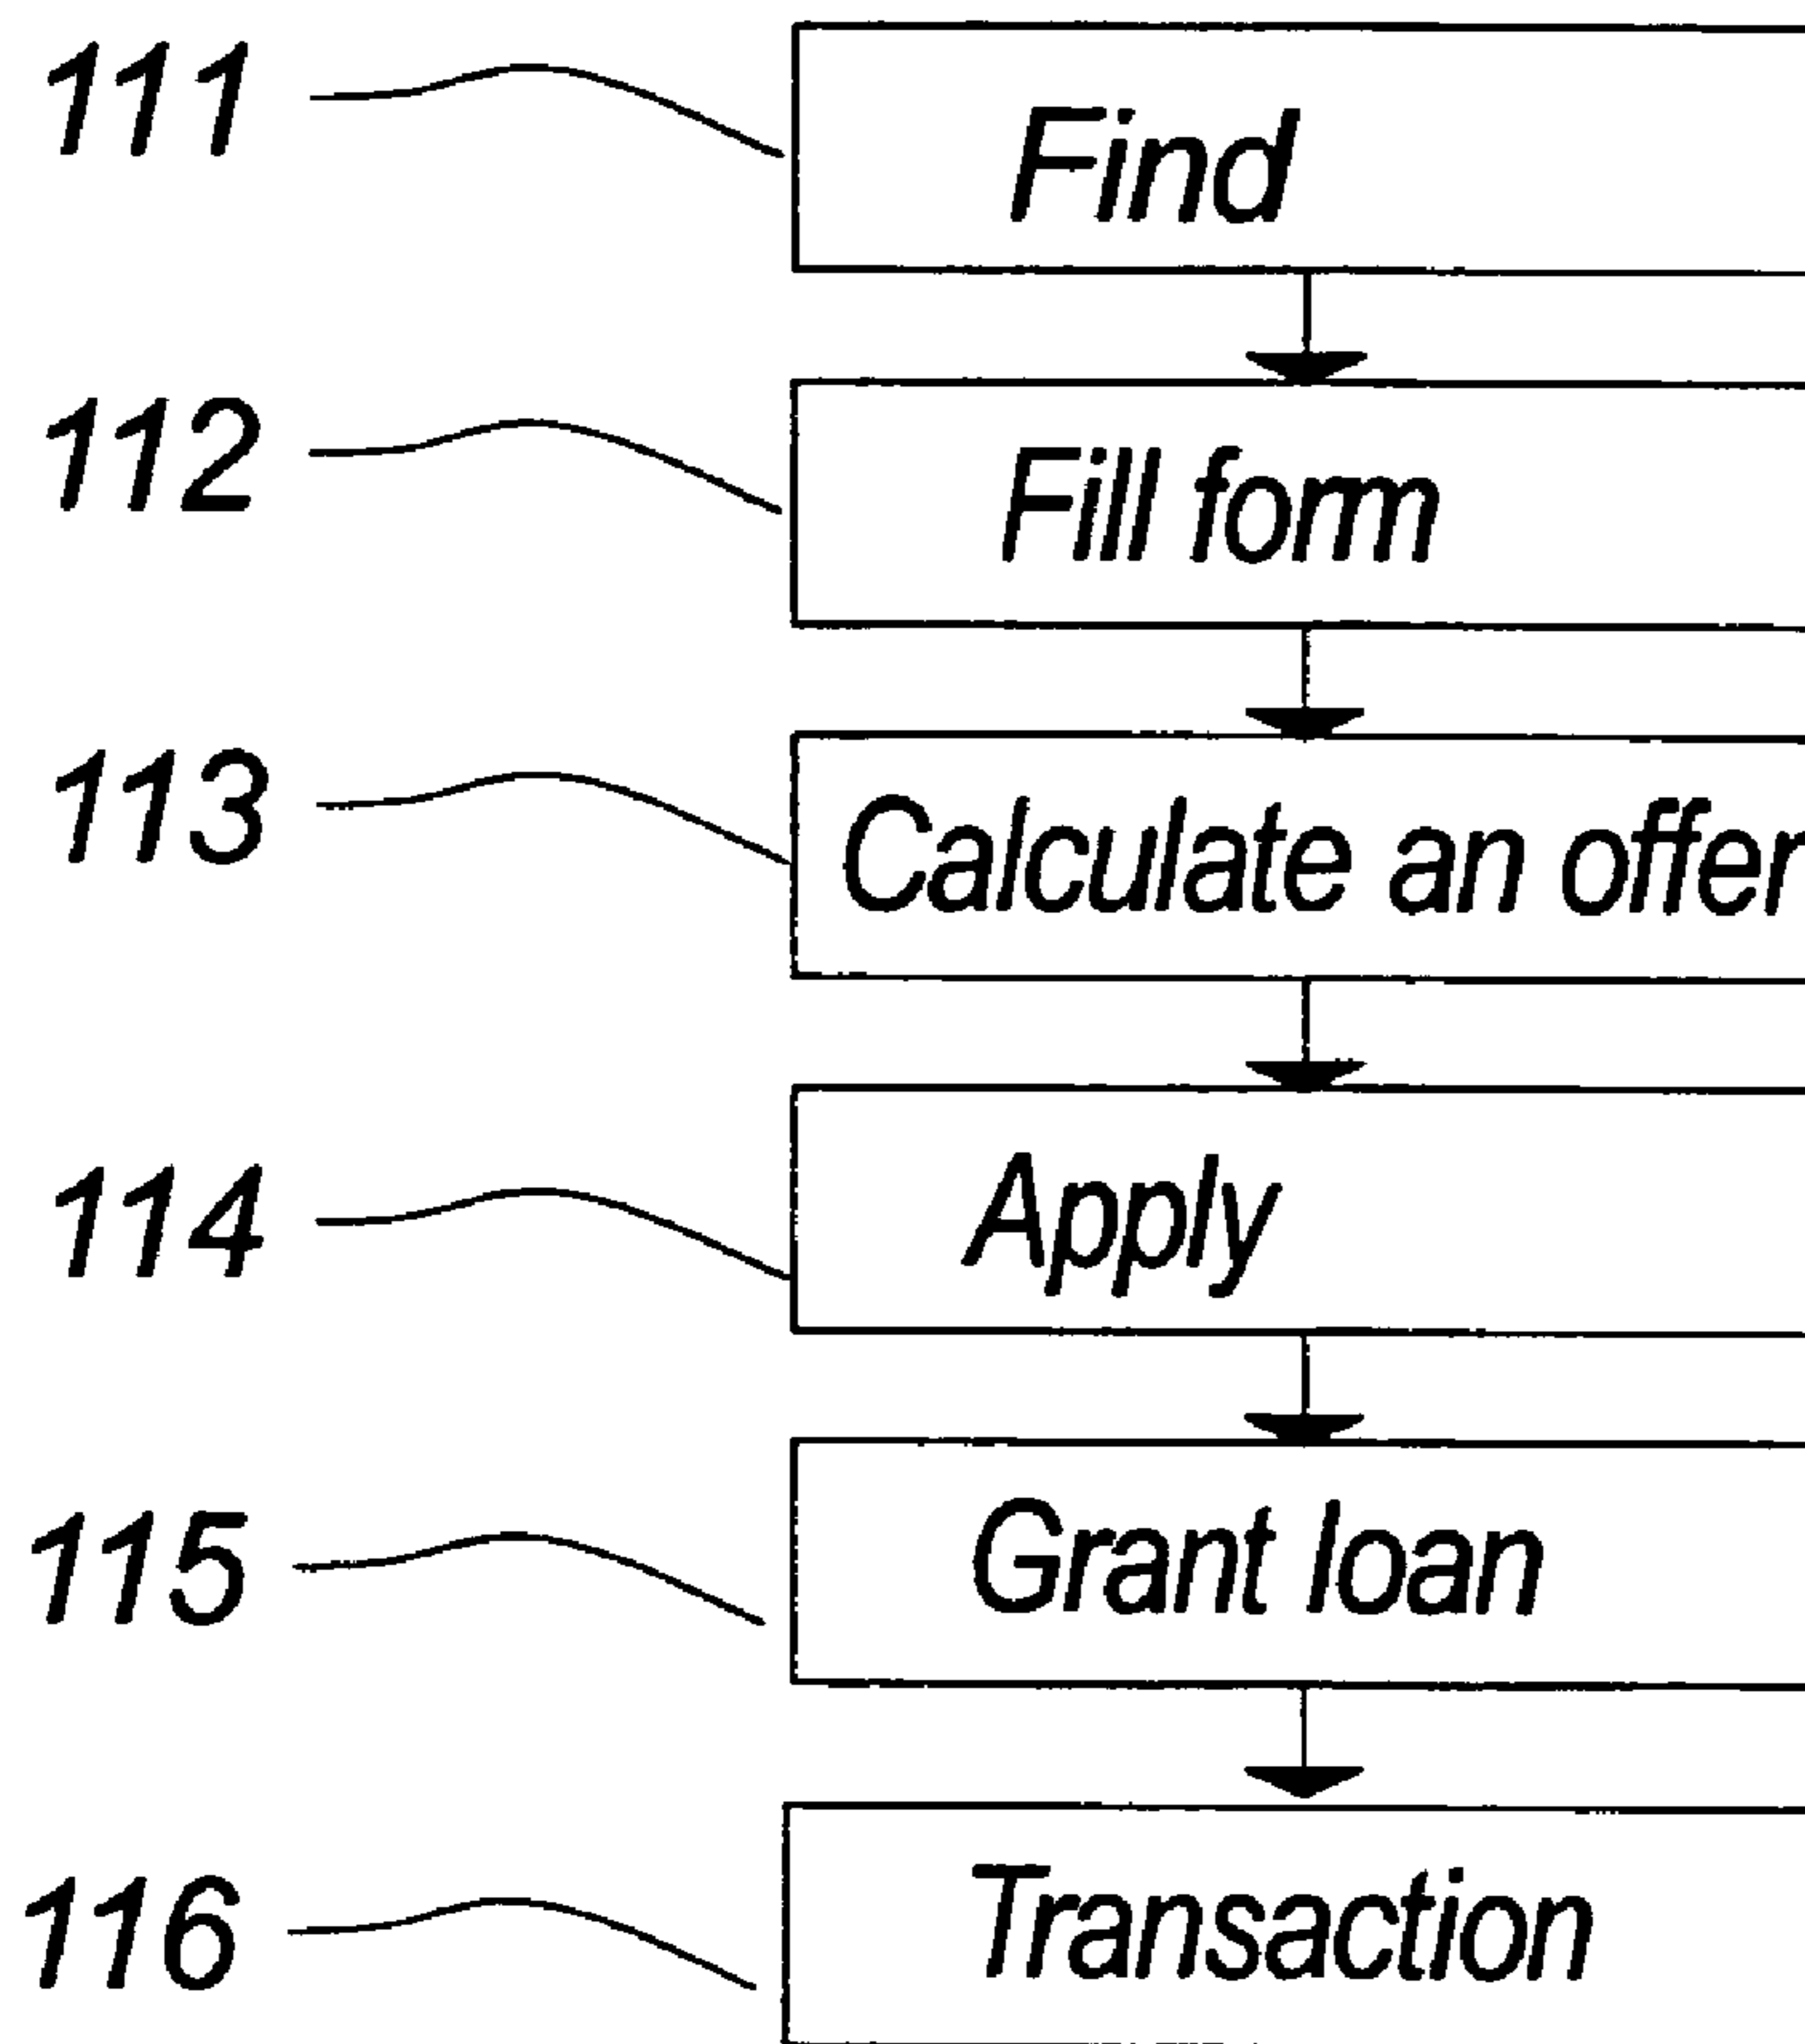 111 Find
112 Fill form
113 Calculate an offer
114 Apply
115 Grant loan
116 Transaction